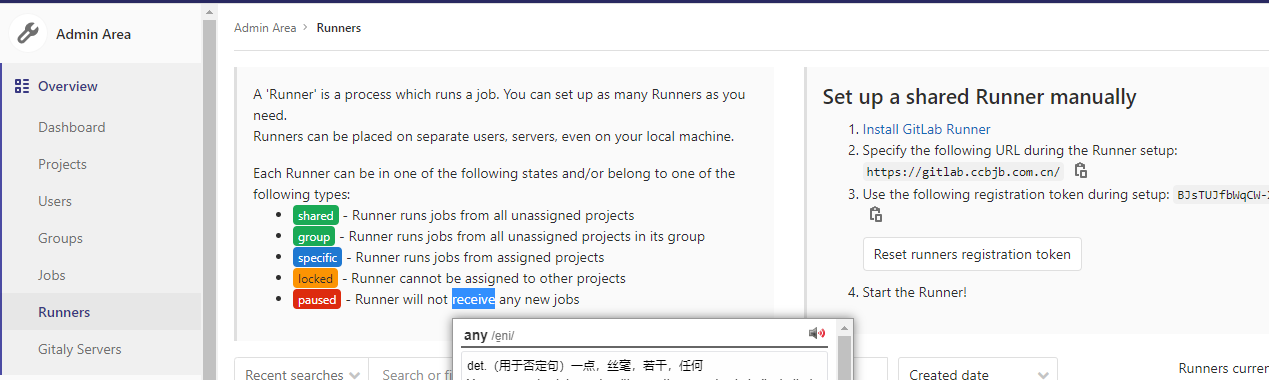 Admin Area
Overview
Dashboard
Projects
Users
Groups
Jobs
Runners
Gitaly Servers
Admin Area > Runners
A 'Runner' is a process which runs a job. You can set up as many Runners as you
need.
Runners can be placed on separate users, servers, even on your local machine.
Each Runner can be in one of the following states and/or belong to one of the
following types:
shared - Runner runs jobs from all unassigned projects
group - Runner runs jobs from all unassigned projects in its group
specific - Runner runs jobs from assigned projects
locked - Runner cannot be assigned to other projects
paused - Runner will not receive any new jobs
Set up a shared Runner manually
1. Install GitLab Runner
2. Specify the following URL during the Runner setup:
https://gitlab.ccbjb.com.cn/
3. Use the following registration token during setup: BJsTUJfbWqCW-
Reset runners registration token
4. Start the Runner!
any /eni/
det.（用于否定句）一点，丝毫，若干，任何
Recent searches
Search or fi
Created date
Runners curren